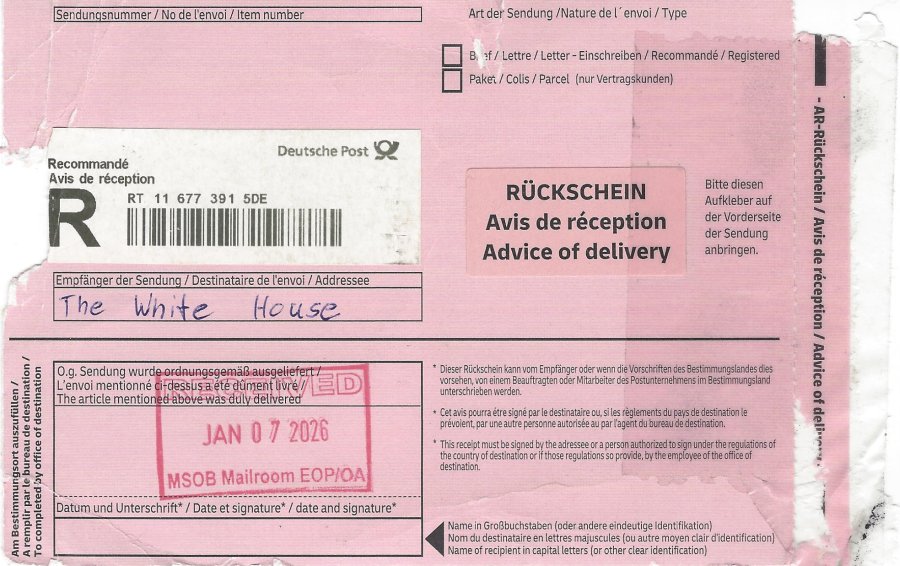 Sendungsnummer / No de l'envoi / Item number
Art der Sendung /Nature de l´envoi / Type
Brief / Lettre / Letter - Einschreiben / Recommandé / Registered
Paket / Colis / Parcel (nur Vertragskunden)
Deutsche Post
Recommandé
Avis de réception
R
RT 11 677 391 5DE
RÜCKSCHEIN
Avis de réception
Advice of delivery
Bitte diesen
Aufkleber auf
der Vorderseite
der Sendung
anbringen.
- AR-Rückschein / Avis de réception / Advice of delivery
Empfänger der Sendung / Destinataire de l'envoi / Addressee
The White House
Am Bestimmungsort auszufüllen /
A remplir par le bureau de destination /
To completed by office of destination
O.g. Sendung wurde ordnungsgemäß ausgeliefert /
L'envoi mentionné ci-dessus a été dûment livré //
The article mentioned above was duly delivered
RECEIVED
JAN 07 2026
MSOB Mailroom EOP/OA
Datum und Unterschrift* / Date et signature* / date and signature*
* Dieser Rückschein kann vom Empfänger oder wenn die Vorschriften des Bestimmungslandes dies
vorsehen, von einem Beauftragten oder Mitarbeiter des Postunternehmens im Bestimmungsland
unterschrieben werden.
* Cet avis pourra étre signé par le destinataire ou, si les règlements du pays de destination le
prévoient, par une autre personne autorisée au par l'agent du bureau de destination.
* This receipt must be signed by the adressee or a person authorized to sign under the regulations of
the country of destination or if those regulations so provide, by the employee of the office of
destination.
Name in Großbuchstaben (oder andere eindeutige Identifikation)
Nom du destinataire en lettres majuscules (ou autre moyen clair d'identification)
Name of recipient in capital letters (or other clear identification)